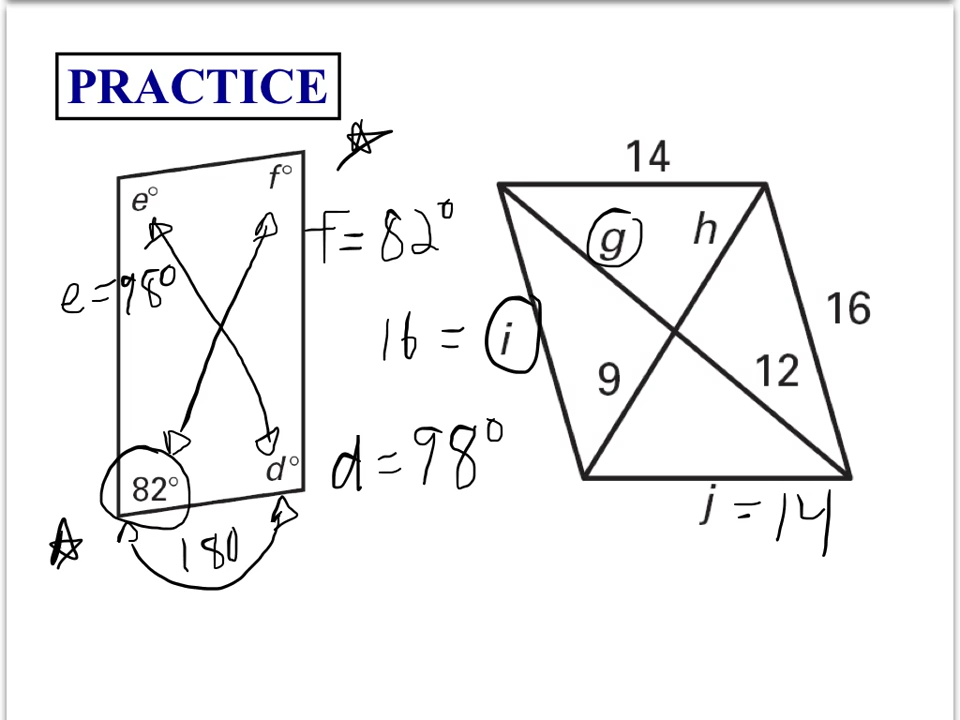 PRACTICE
e°
f°
e = 98°
f = 82°
82°
d°
180
d = 98°
14
g
h
16 = i
16
9
12
j = 14